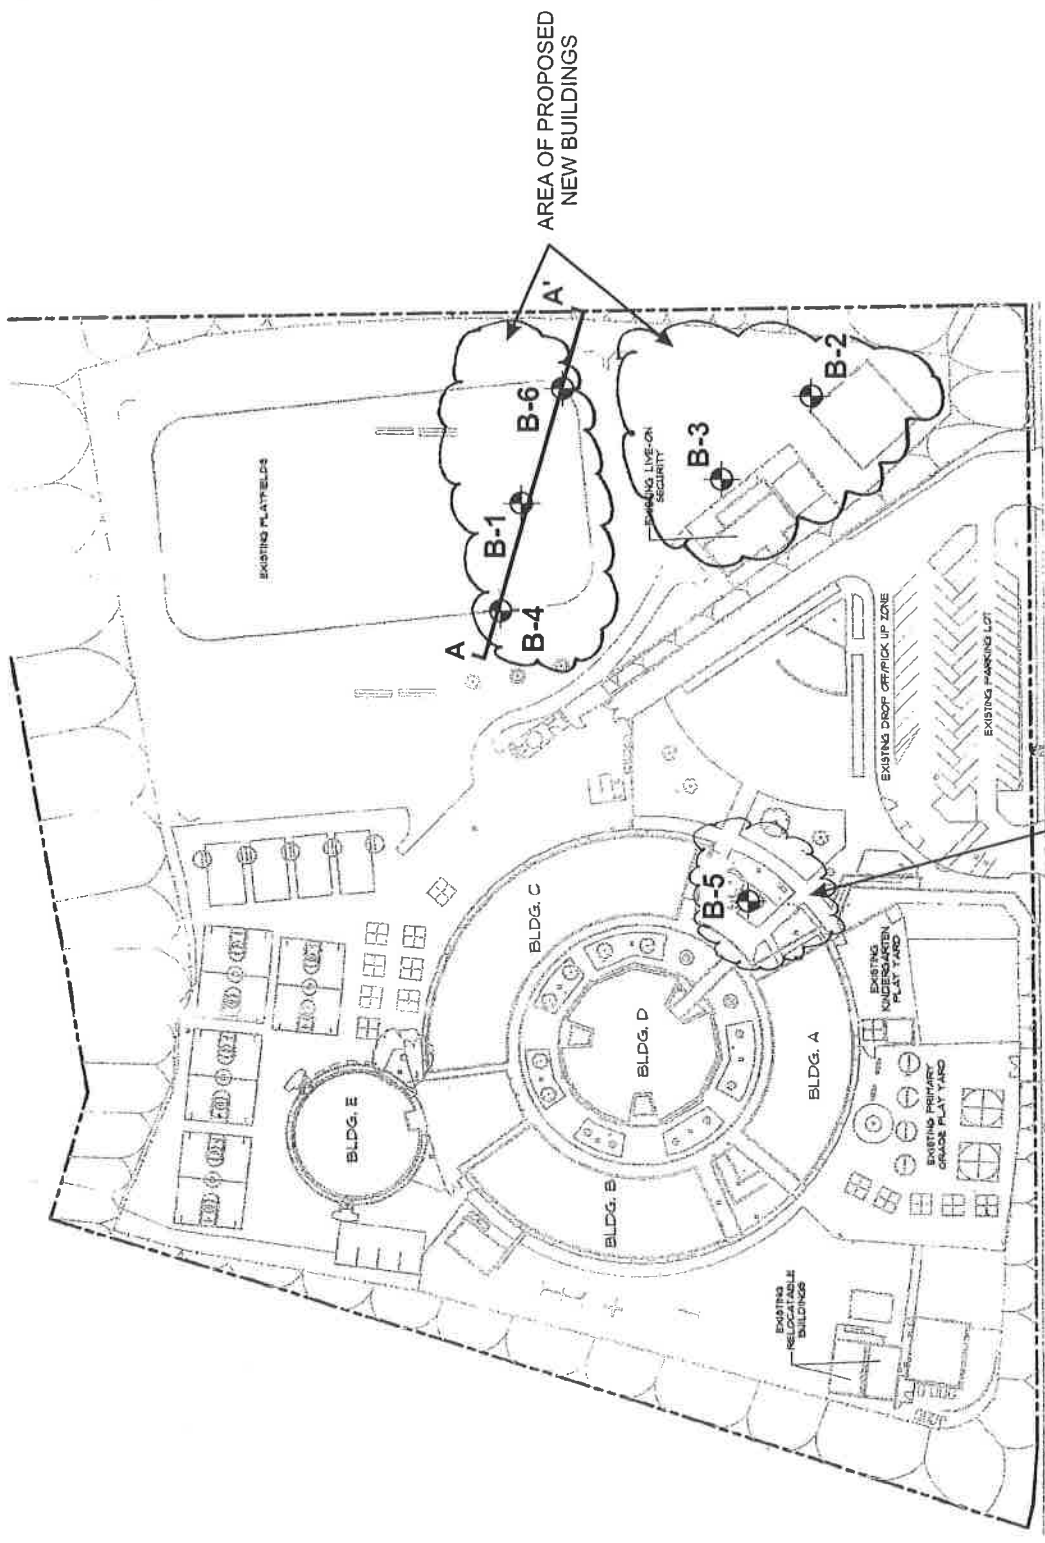 AREA OF PROPOSED
NEW BUILDINGS
EXISTING PLAYFIELDS
A
A'
B-4
B-1
B-6
B-3
B-2
EXISTING LIVE-ON
SECURITY
BLDG. C
B-5
BLDG. E
BLDG. D
BLDG. B
BLDG. A
EXISTING DROP OFF/PICK UP ZONE
EXISTING PARKING LOT
EXISTING
KINDERGARTEN
PLAY YARD
EXISTING PRIMARY
GRADE PLAY YARD
EXISTING
RELOCATABLE
BUILDINGS